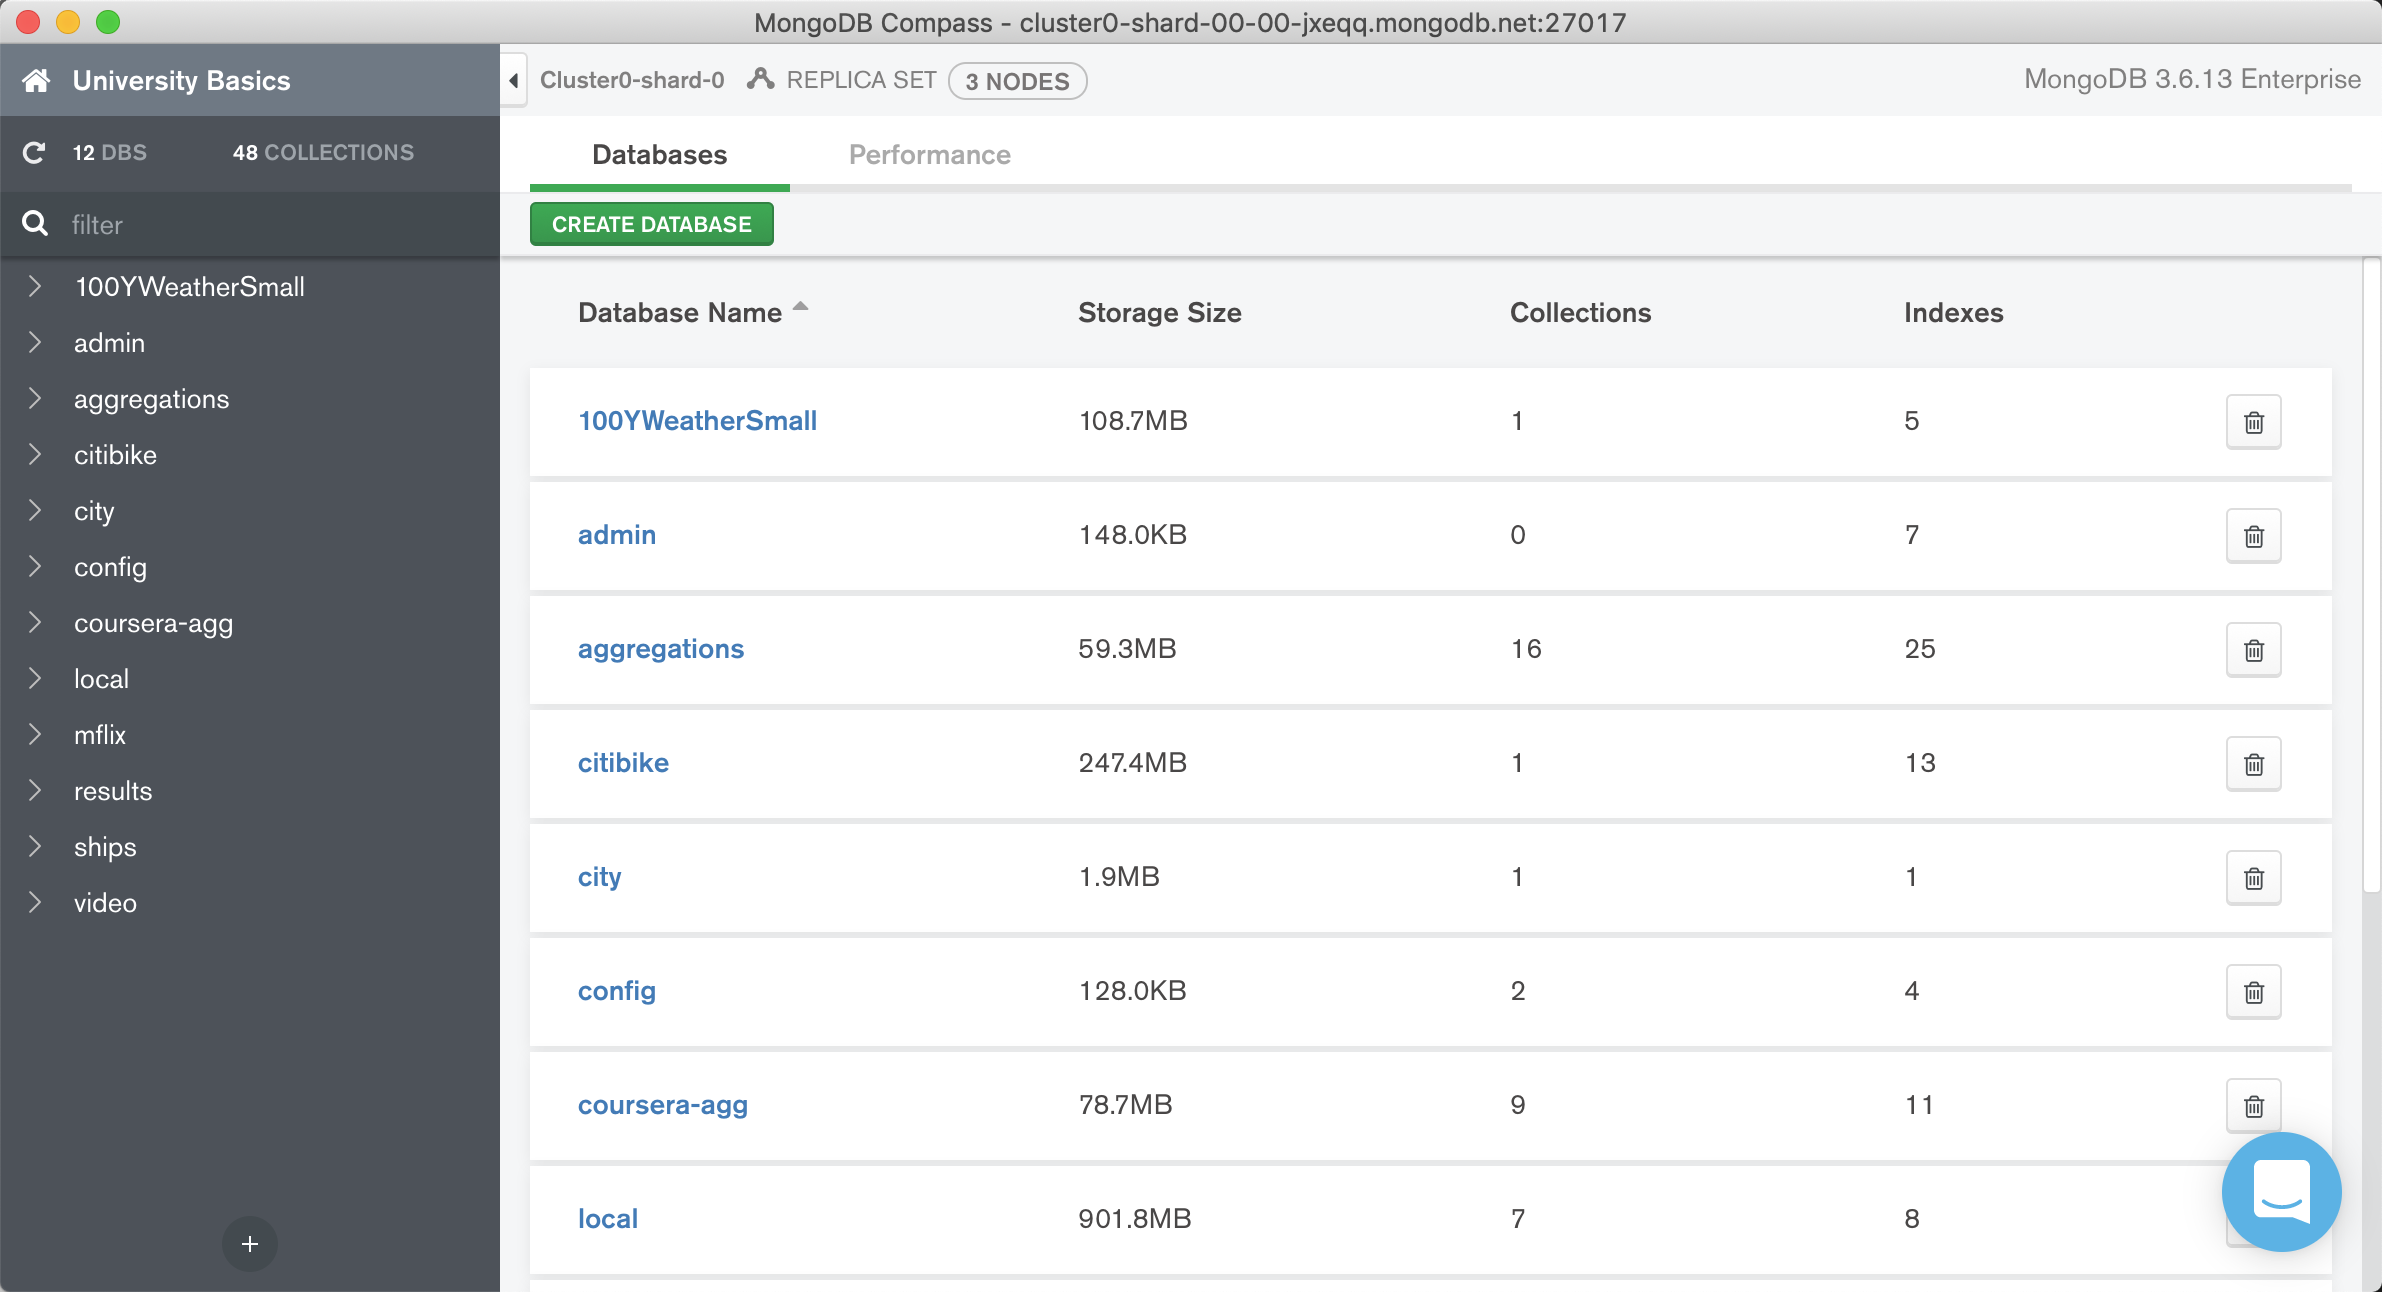 MongoDB Compass - cluster0-shard-00-00-jxeqq.mongodb.net:27017
University Basics
Cluster0-shard-0 REPLICA SET 3 NODES
MongoDB 3.6.13 Enterprise
12 DBS 48 COLLECTIONS
filter
100YWeatherSmall
admin
aggregations
citibike
city
config
coursera-agg
local
mflix
results
ships
video
+
Databases Performance
CREATE DATABASE
Database Name Storage Size Collections Indexes
100YWeatherSmall 108.7MB 1 5
admin 148.0KB 0 7
aggregations 59.3MB 16 25
citibike 247.4MB 1 13
city 1.9MB 1 1
config 128.0KB 2 4
coursera-agg 78.7MB 9 11
local 901.8MB 7 8